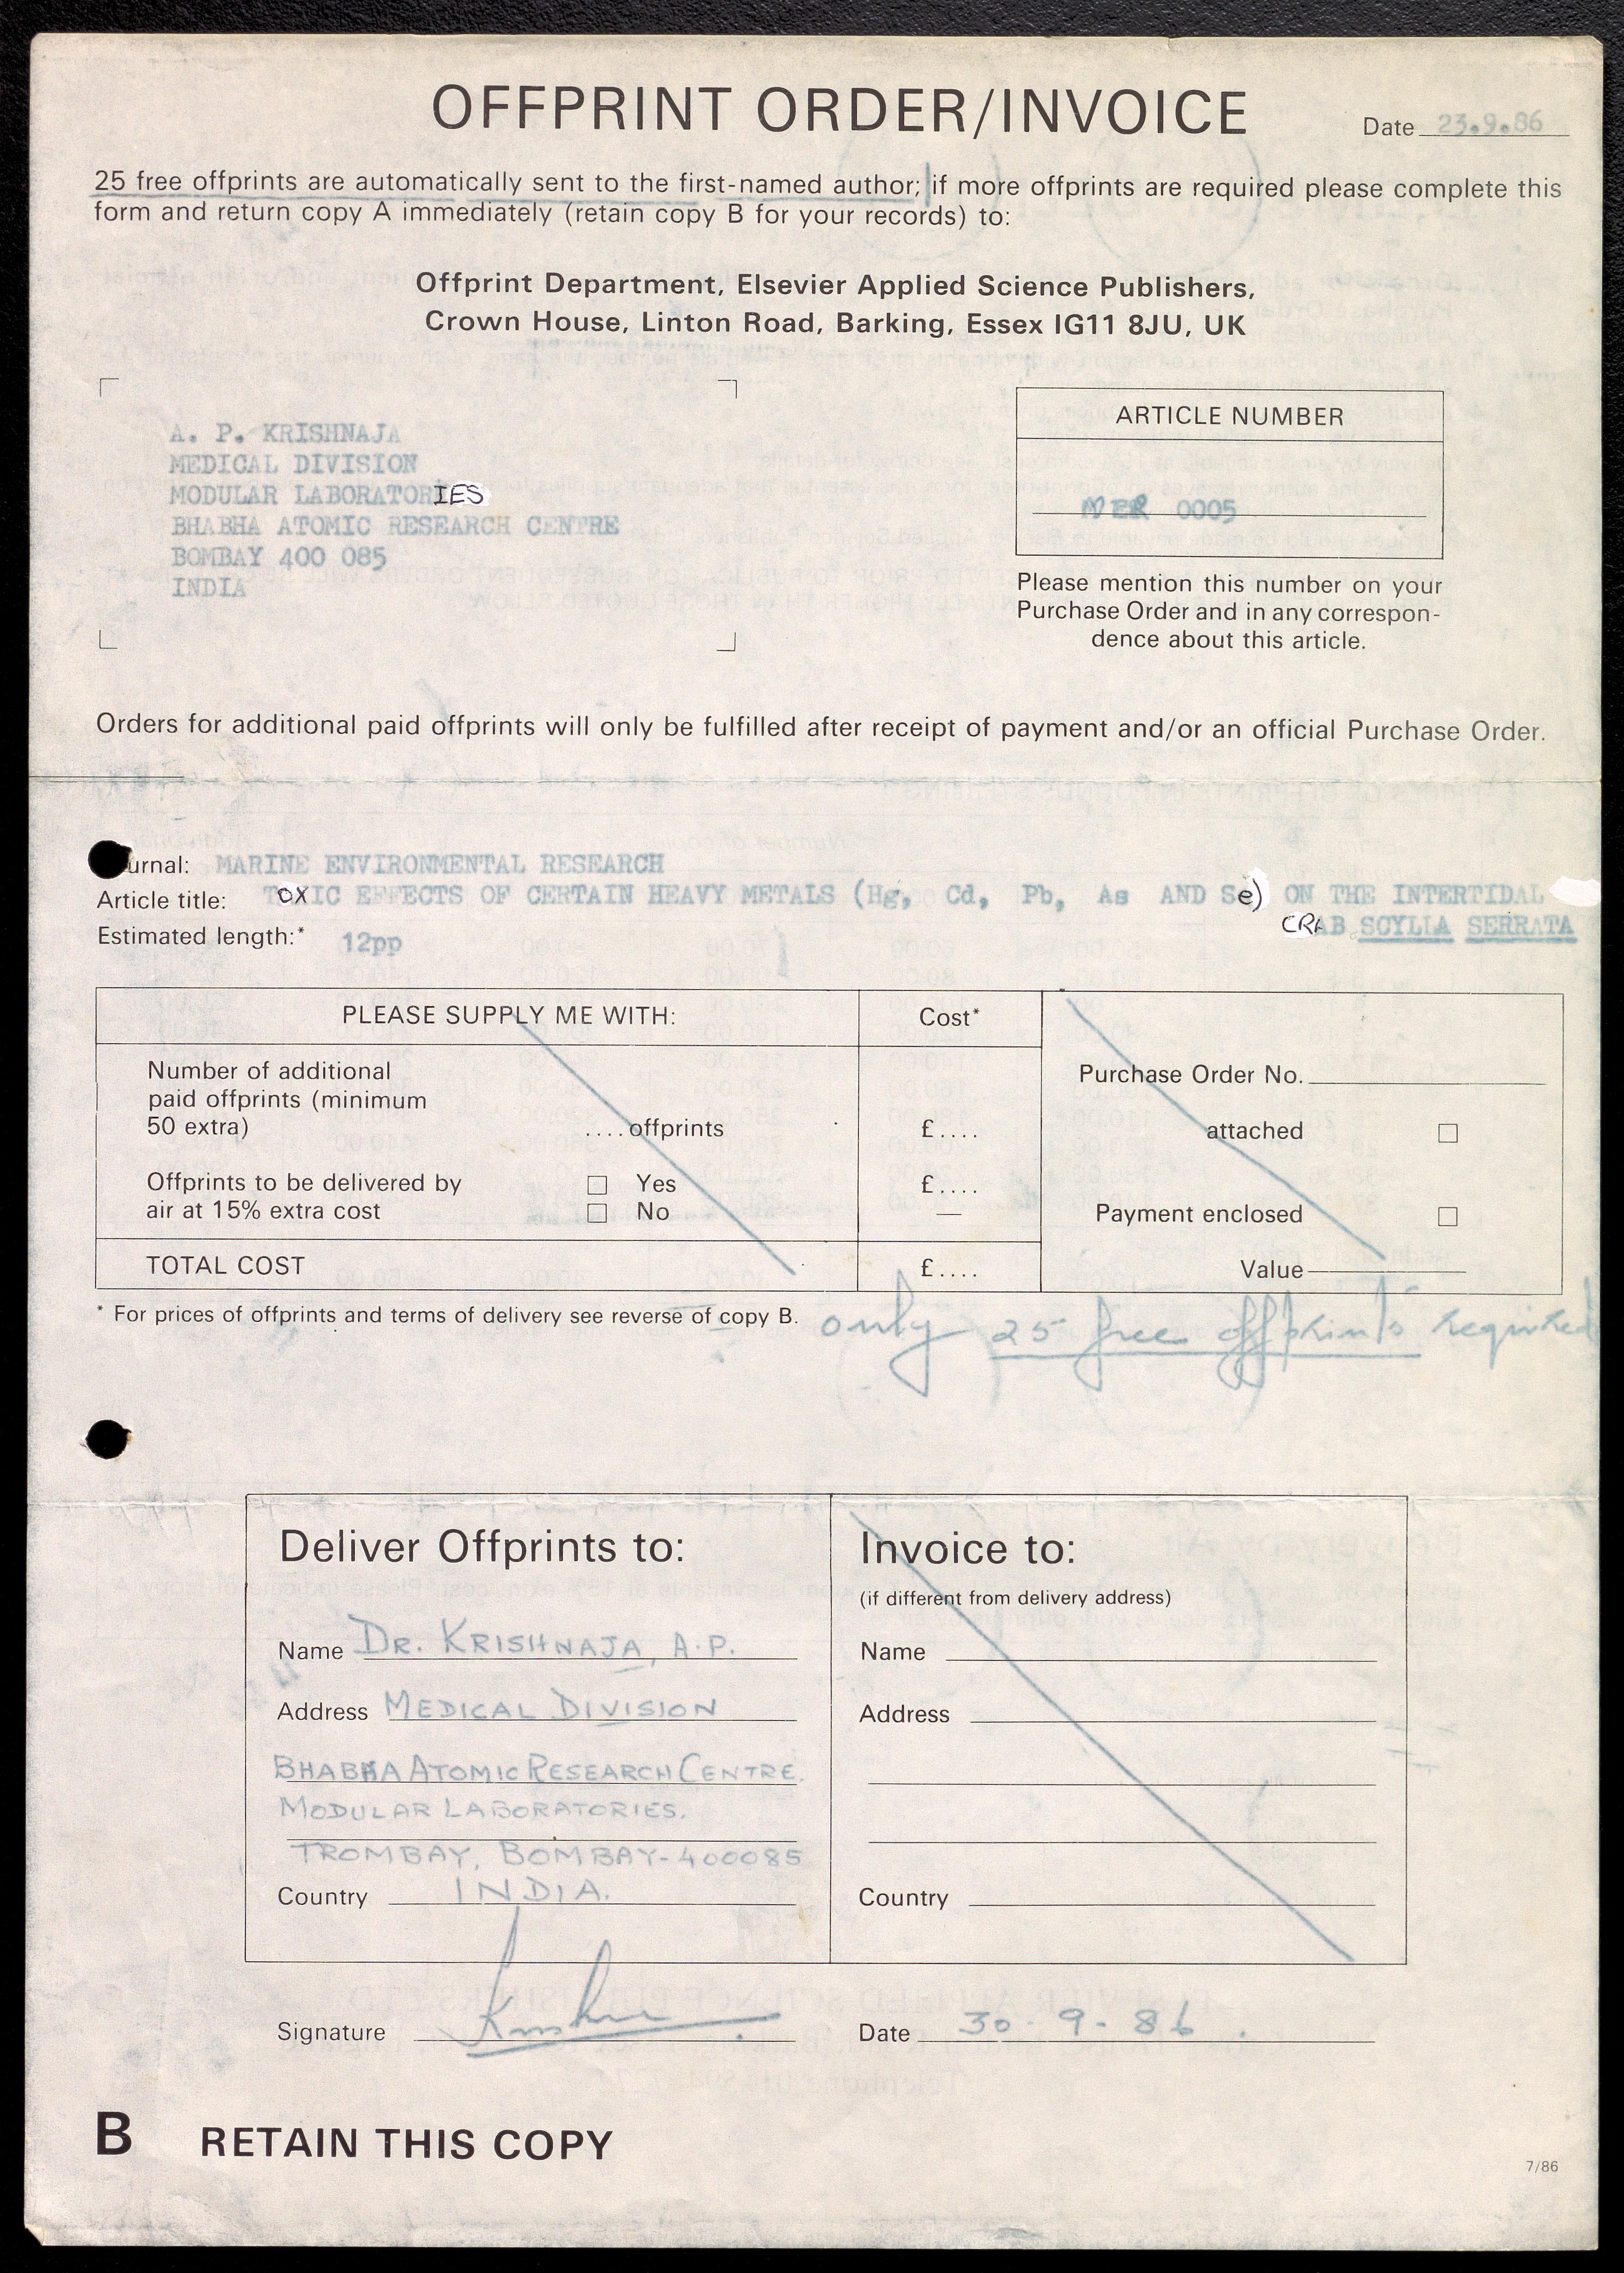 OFFPRINT ORDER/INVOICE
Date 23.9.86
25 free offprints are automatically sent to the first-named author; if more offprints are required please complete this
form and return copy A immediately (retain copy B for your records) to:
Offprint Department, Elsevier Applied Science Publishers,
Crown House, Linton Road, Barking, Essex IG11 8JU, UK
A. P. KRISHNAJA
MEDICAL DIVISION
MODULAR LABORATORIES
BHABHA ATOMIC RESEARCH CENTRE
BOMBAY 400 085
INDIA
ARTICLE NUMBER
MER 0005
Please mention this number on your
Purchase Order and in any correspon-
dence about this article.
Orders for additional paid offprints will only be fulfilled after receipt of payment and/or an official Purchase Order.
urnal: MARINE ENVIRONMENTAL RESEARCH
Article title: TOXIC EFFECTS OF CERTAIN HEAVY METALS (Hg, Cd, Pb, As AND Se) ON THE INTERTIDAL
CRAB SCYLLA SERRATA
Estimated length:* 12pp
PLEASE SUPPLY ME WITH:
Cost*
Number of additional
paid offprints (minimum
50 extra)
....offprints
£....
Offprints to be delivered by
air at 15% extra cost
Yes
£....
No
—
TOTAL COST
£....
Purchase Order No.
attached
Payment enclosed
Value
* For prices of offprints and terms of delivery see reverse of copy B.
only 25 free offprints required
Deliver Offprints to:
Name DR. KRISHNAJA, A.P.
Address MEDICAL DIVISION
BHABHA ATOMIC RESEARCH CENTRE.
MODULAR LABORATORIES.
TROMBAY, BOMBAY-400085
Country INDIA.
Invoice to:
(if different from delivery address)
Name
Address
Country
Signature Krishna
Date 30-9-86.
B RETAIN THIS COPY
7/86